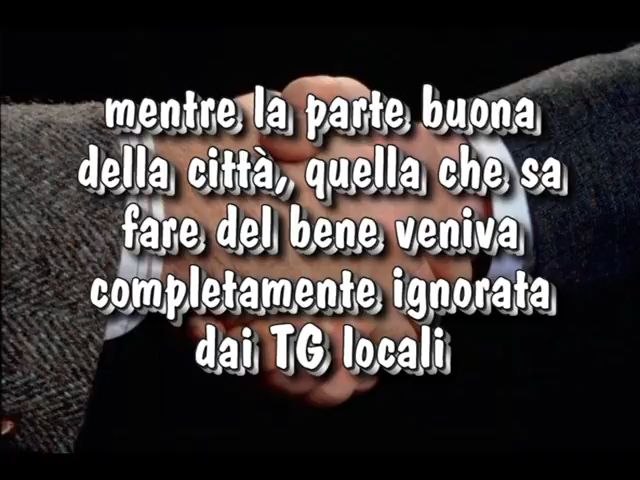 mentre la parte buona
della città, quella che sa
fare del bene veniva
completamente ignorata
dai TG locali